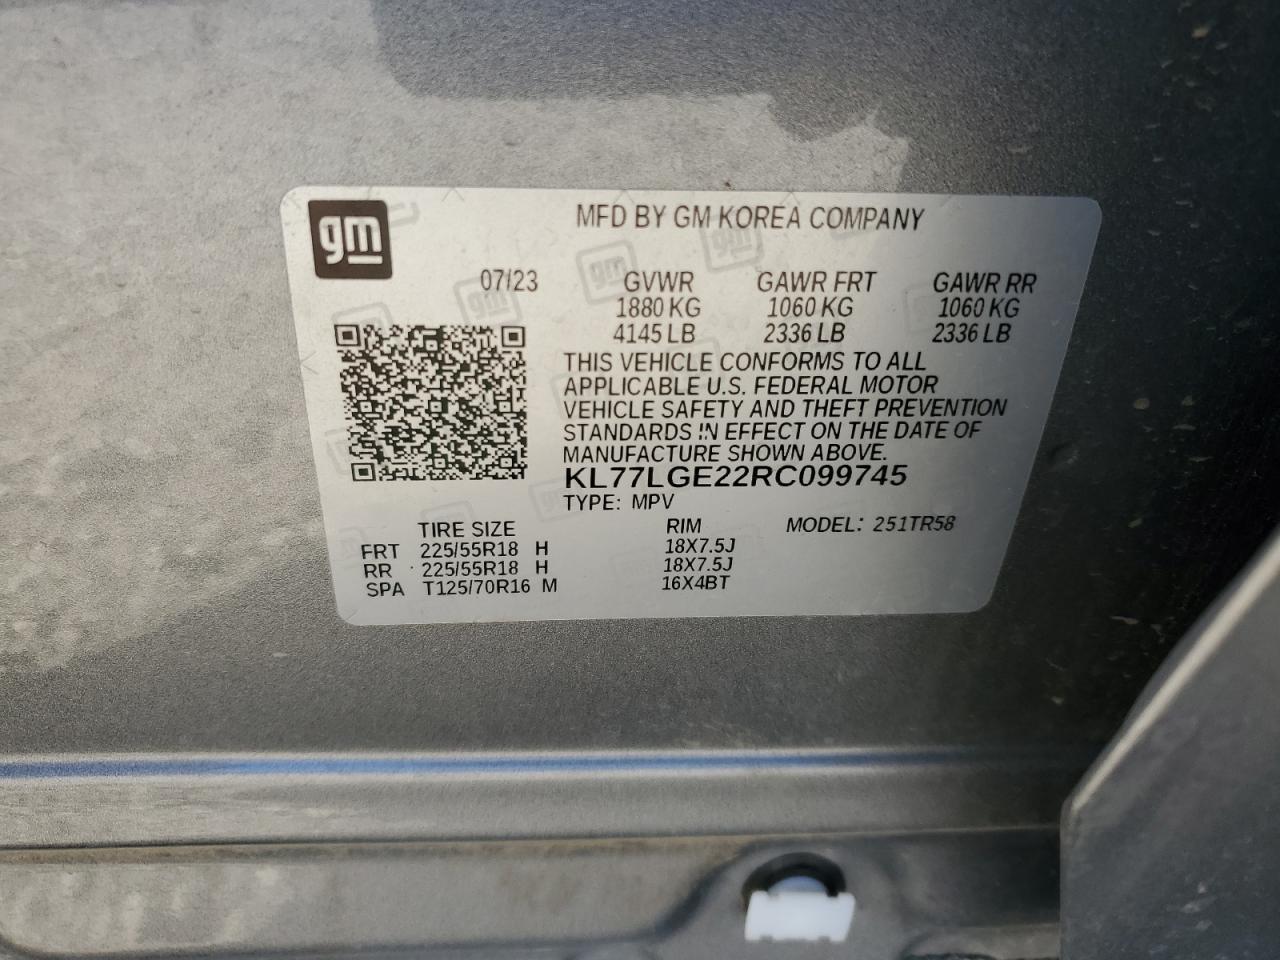 gm
MFD BY GM KOREA COMPANY
07/23 GVWR GAWR FRT GAWR RR
1880 KG 1060 KG 1060 KG
4145 LB 2336 LB 2336 LB
THIS VEHICLE CONFORMS TO ALL
APPLICABLE U.S. FEDERAL MOTOR
VEHICLE SAFETY AND THEFT PREVENTION
STANDARDS IN EFFECT ON THE DATE OF
MANUFACTURE SHOWN ABOVE.
KL77LGE22RC099745
TYPE: MPV
TIRE SIZE RIM MODEL: 251TR58
FRT 225/55R18 H 18X7.5J
RR 225/55R18 H 18X7.5J
SPA T125/70R16 M 16X4BT